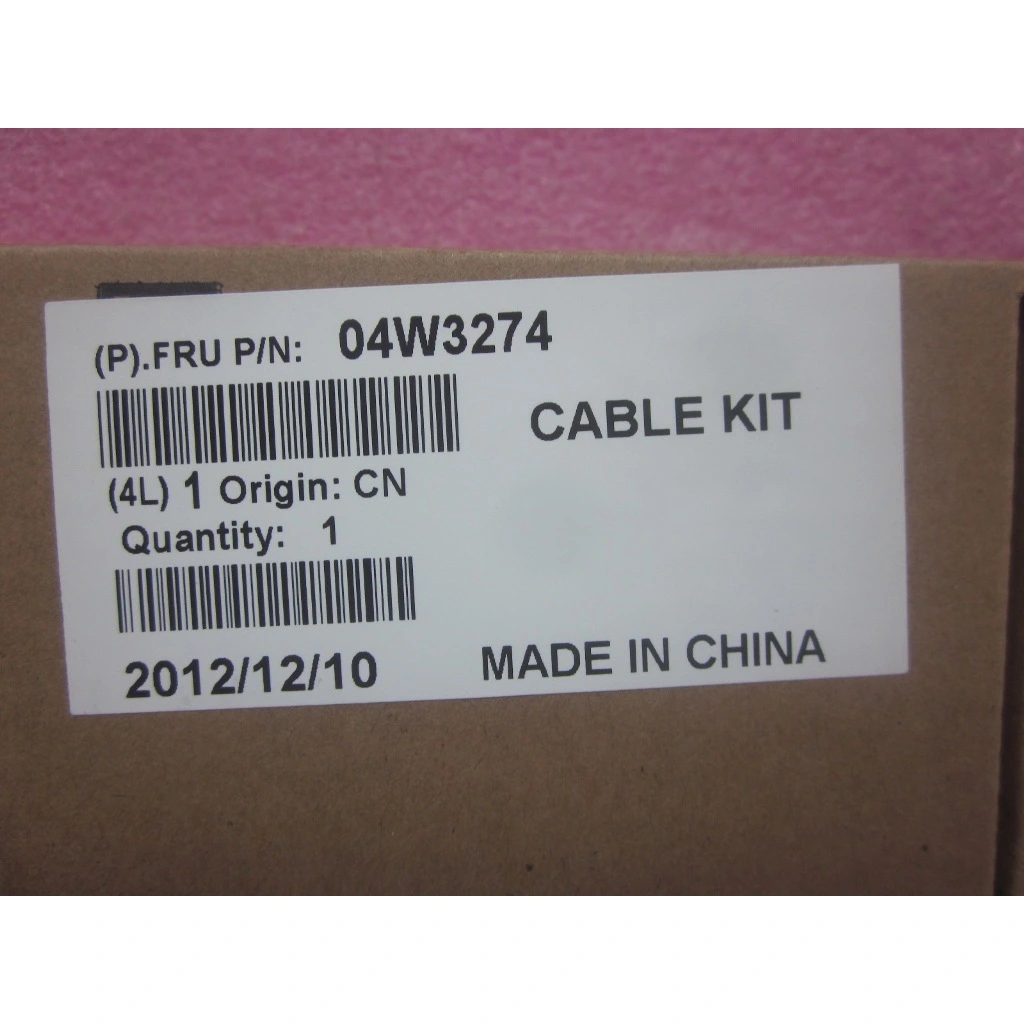 (P).FRU P/N: 04W3274
CABLE KIT
(4L) 1 Origin: CN
Quantity: 1
2012/12/10
MADE IN CHINA